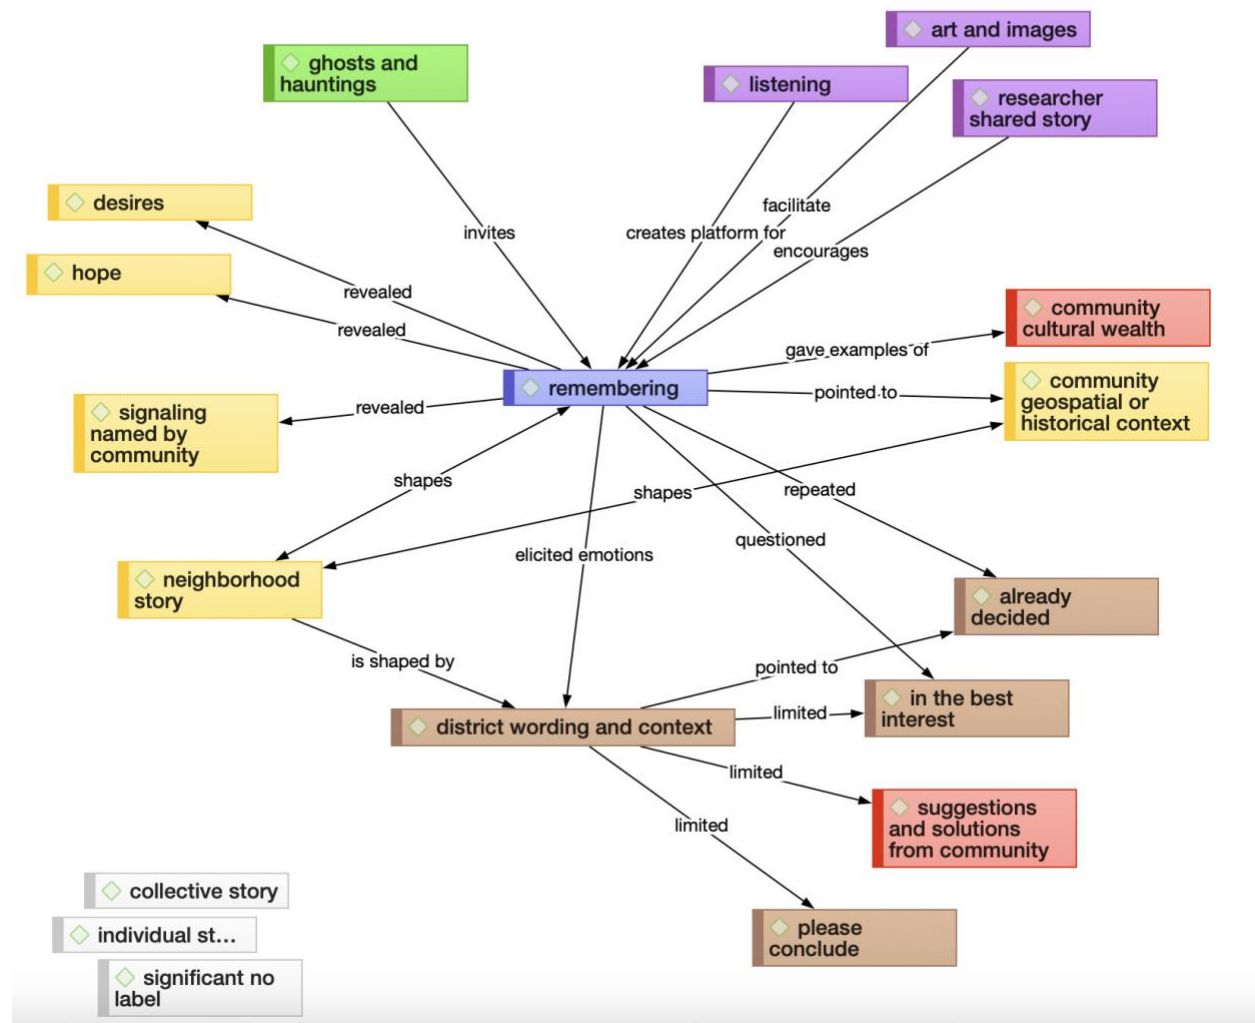 art and images
ghosts and
hauntings
listening
researcher
shared story
desires
facilitate
invites
creates platform for
encourages
hope
revealed
revealed
community
cultural wealth
gave examples of
remembering
community
geospatial or
historical context
pointed to
signaling
named by
community
revealed
shapes
shapes
repeated
questioned
elicited emotions
neighborhood
story
already
decided
is shaped by
pointed to
in the best
interest
limited
district wording and context
limited
suggestions
and solutions
from community
limited
collective story
individual st...
please
conclude
significant no
label